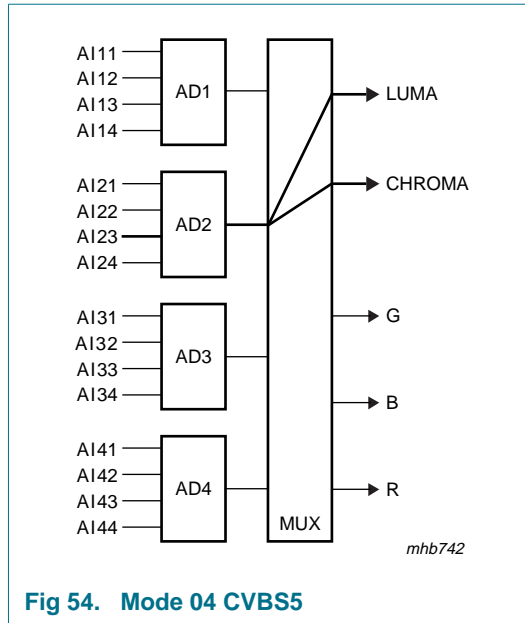 AI11
AI12
AI13
AI14
AD1
LUMA
AI21
AI22
AI23
AI24
AD2
CHROMA
AI31
AI32
AI33
AI34
AD3
G
B
AI41
AI42
AI43
AI44
AD4
R
MUX
mhb742
Fig 54. Mode 04 CVBS5